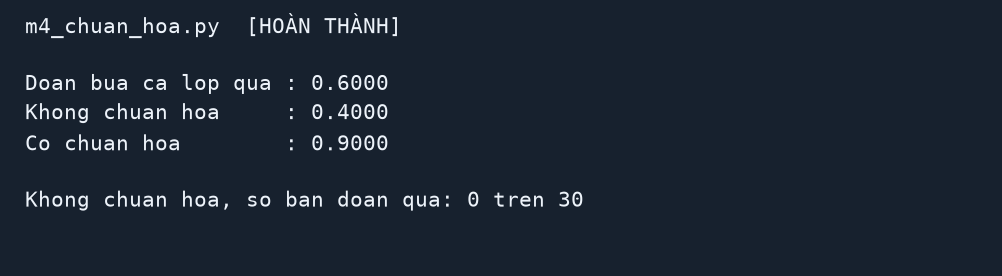 m4_chuan_hoa.py [HOÀN THÀNH]
Doan bua ca lop qua : 0.6000
Khong chuan hoa : 0.4000
Co chuan hoa : 0.9000
Khong chuan hoa, so ban doan qua: 0 tren 30